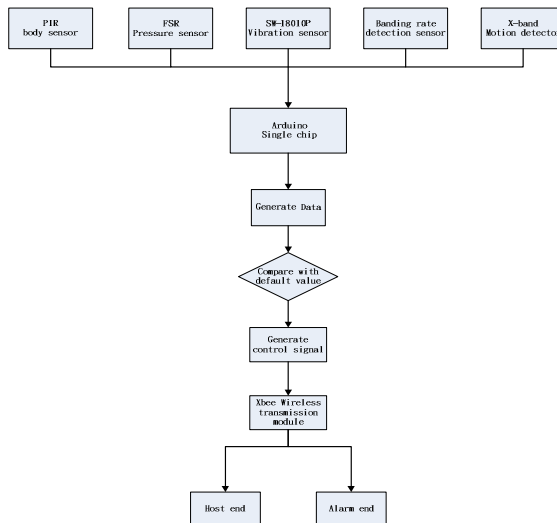 PIR
body sensor
FSR
Pressure sensor
SW-18010P
Vibration sensor
Banding rate
detection sensor
X-band
Motion detector
Arduino
Single chip
Generate Data
Compare with
default value
Generate
control signal
Xbee Wireless
transmission
module
Host end
Alarm end